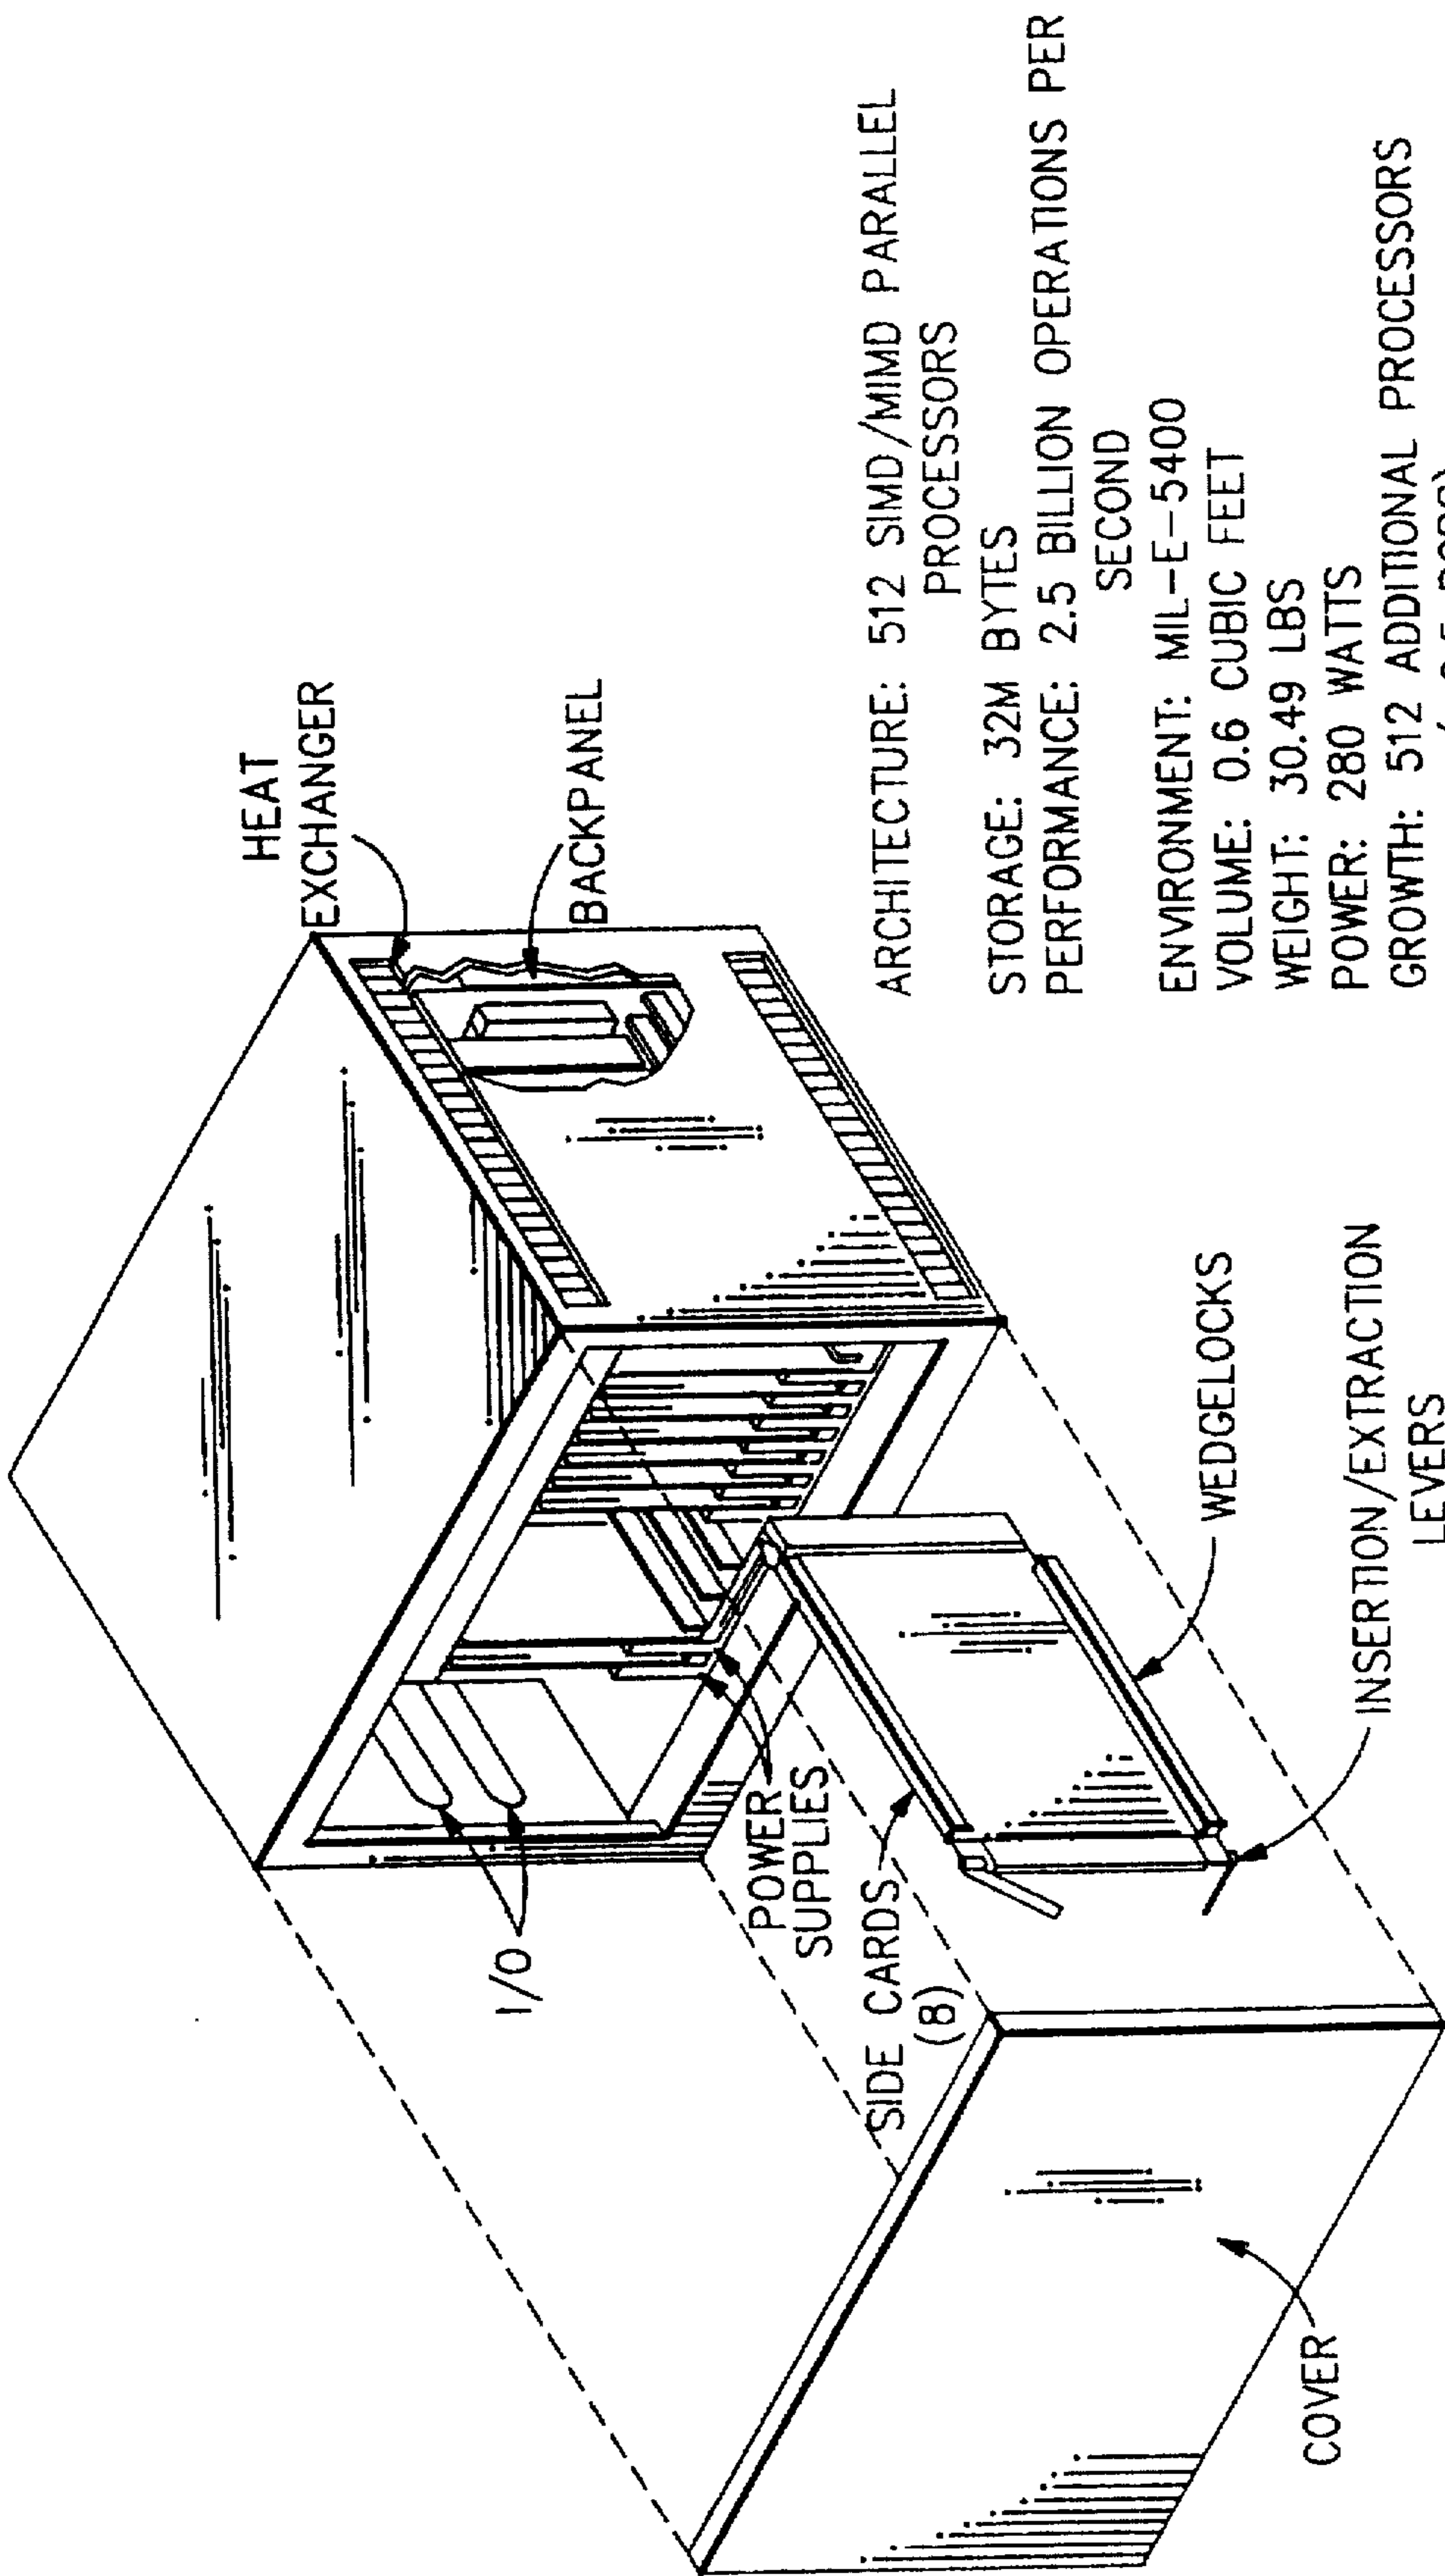 HEAT
EXCHANGER
BACKPANEL
I/O
POWER
SUPPLIES
SIDE CARDS
(8)
WEDGELOCKS
INSERTION/EXTRACTION
LEVERS
COVER
ARCHITECTURE: 512 SIMD/MIMD PARALLEL
PROCESSORS
STORAGE: 32M BYTES
PERFORMANCE: 2.5 BILLION OPERATIONS PER
SECOND
ENVIRONMENT: MIL-E-5400
VOLUME: 0.6 CUBIC FEET
WEIGHT: 30.49 LBS
POWER: 280 WATTS
GROWTH: 512 ADDITIONAL PROCESSORS